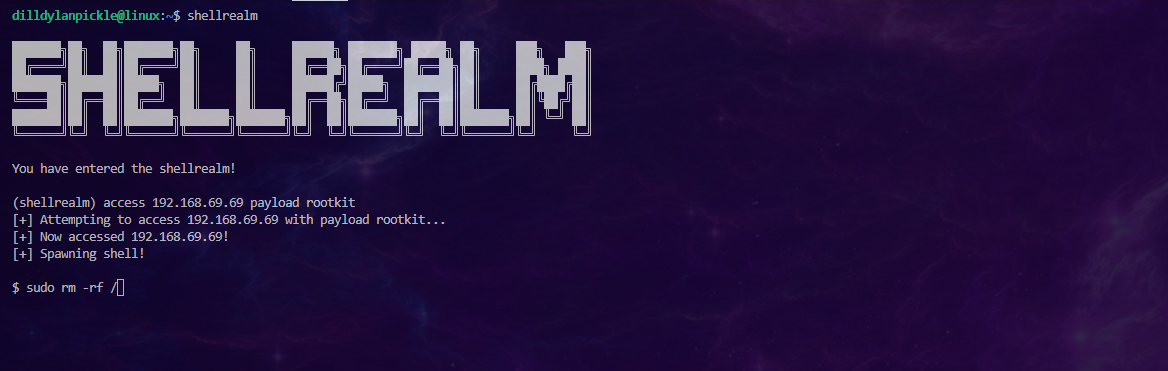 dilldylanpickle@linux:~$ shellrealm
SHELLREALM
You have entered the shellrealm!
(shellrealm) access 192.168.69.69 payload rootkit
[+] Attempting to access 192.168.69.69 with payload rootkit...
[+] Now accessed 192.168.69.69!
[+] Spawning shell!
$ sudo rm -rf /